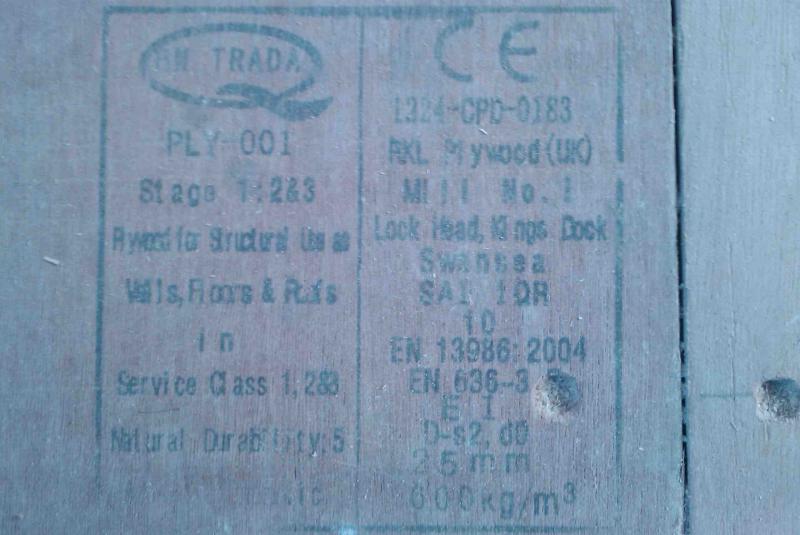 BM TRADA
PLY-001
Stage 1:2&3
Plywood for Structural Use as
Walls, Floors & Roofs
in
Service Class 1,2&3
Natural Durability:5
CE
1324-CPD-0183
Plywood (UK)
Mill No.1
Lock Head, Kings Dock
Swansea
SA1 1QR
10
EN 13986:2004
EN 636-3
E1
D-s2, d0
25mm
600kg/m³